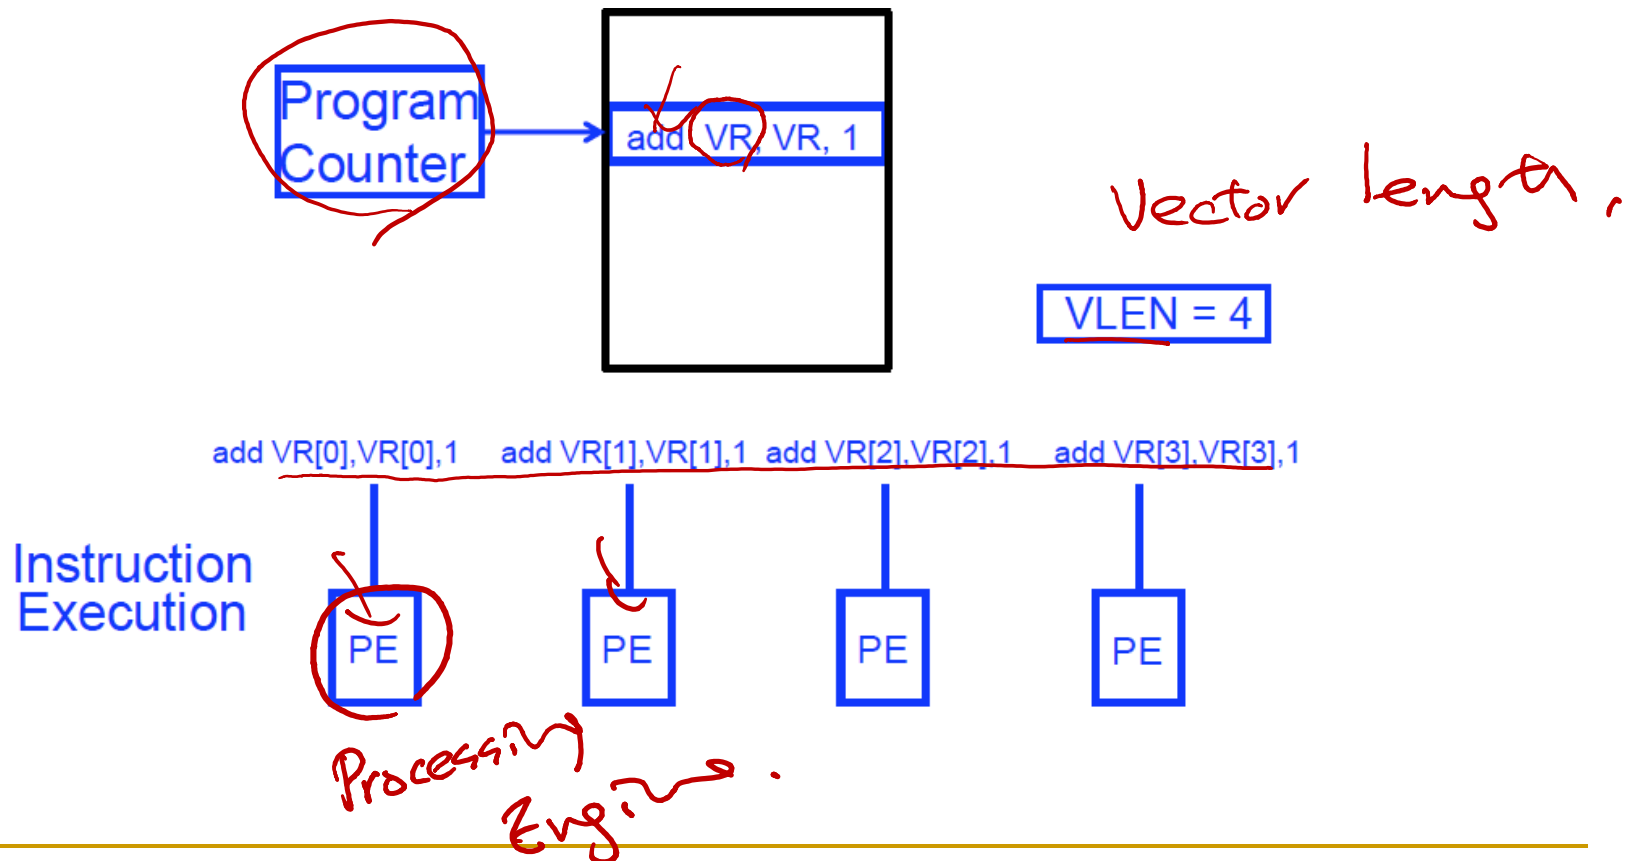 Program
Counter
add VR, VR, 1
Vector length.
VLEN = 4
add VR[0],VR[0],1 add VR[1],VR[1],1 add VR[2],VR[2],1 add VR[3],VR[3],1
Instruction
Execution
PE PE PE PE
Processing
Engine.